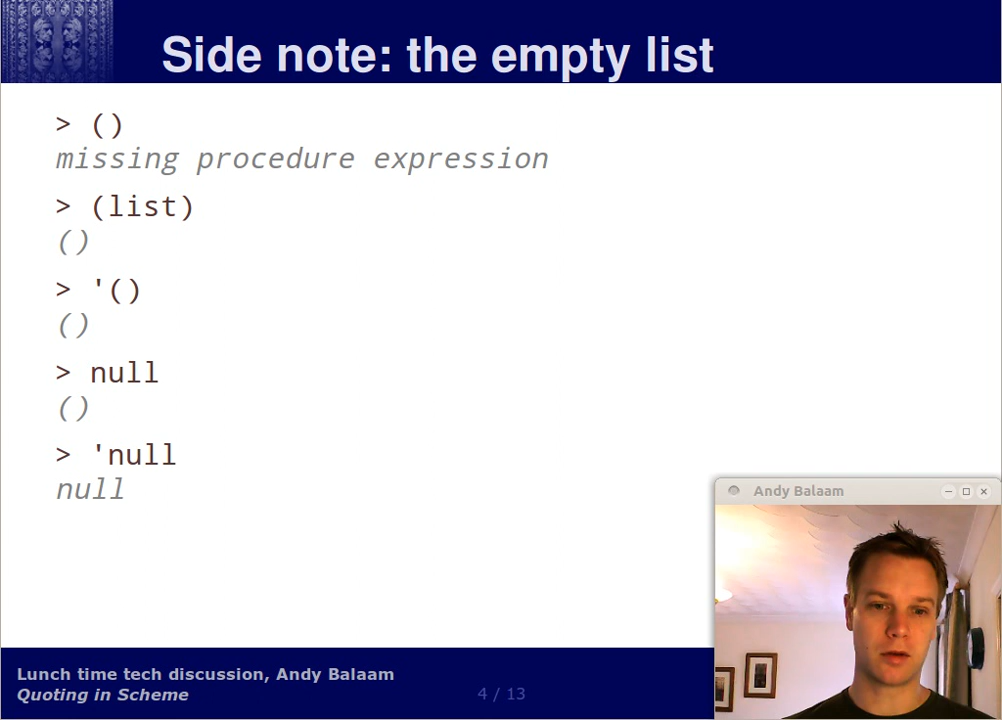 Side note: the empty list
> ()
missing procedure expression
> (list)
()
> '()
()
> null
()
> 'null
null
Andy Balaam
Lunch time tech discussion, Andy Balaam
Quoting in Scheme
4 / 13